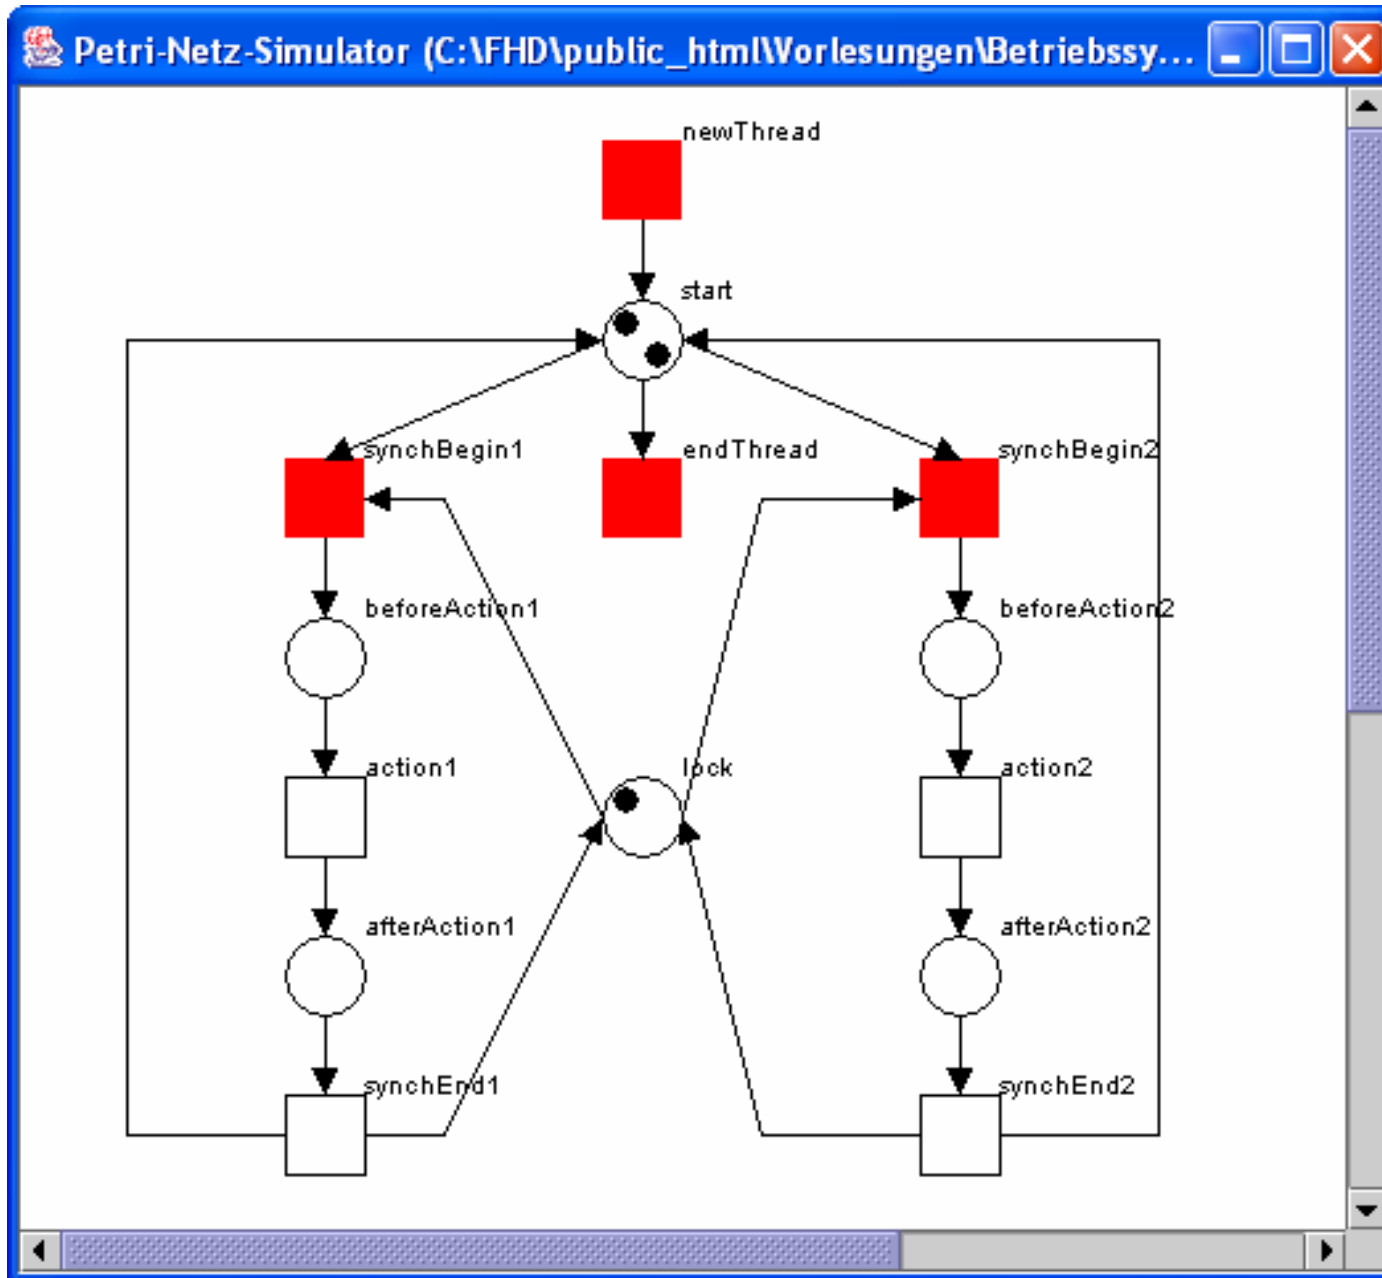 Petri-Netz-Simulator (C:\FHD\public_html\Vorlesungen\Betriebssy...
newThread
start
synchBegin1
endThread
synchBegin2
beforeAction1
beforeAction2
action1
lock
action2
afterAction1
afterAction2
synchEnd1
synchEnd2